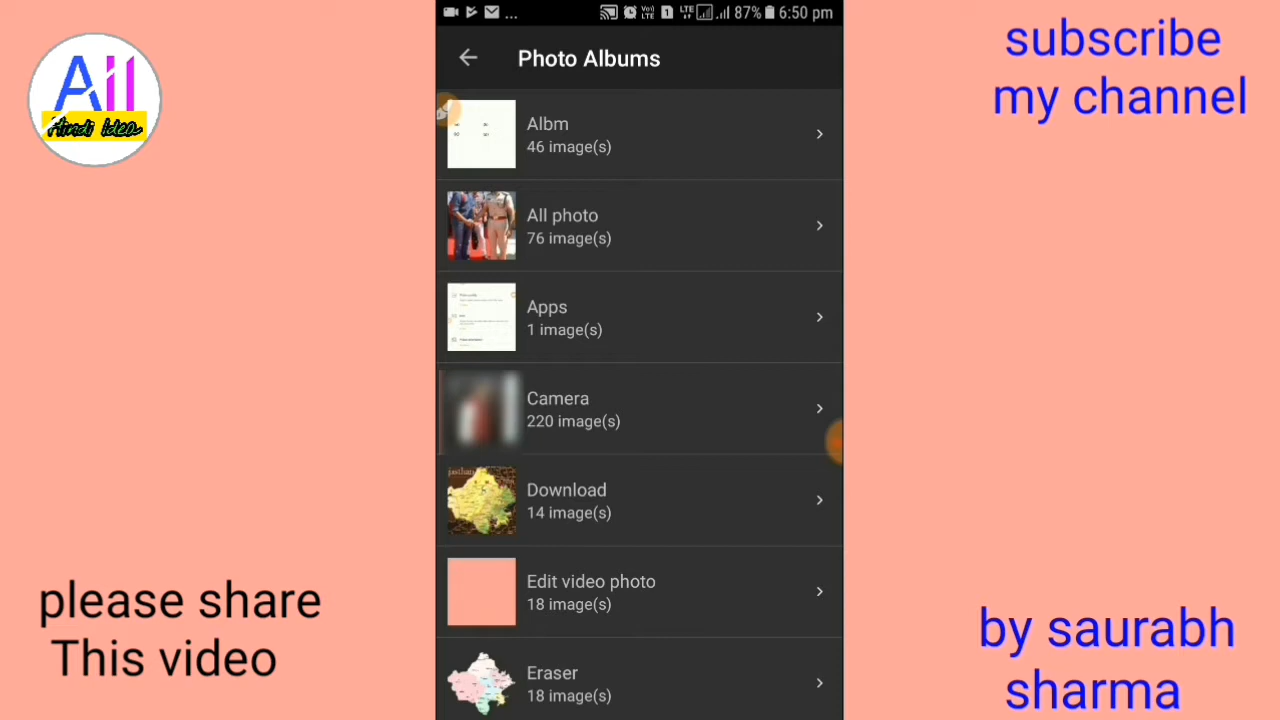 Ail
Hindi Ideo
...
87%
6:50 pm
Photo Albums
subscribe
my channel
Albm
46 image(s)
All photo
76 image(s)
Apps
1 image(s)
Camera
220 image(s)
Download
14 image(s)
Edit video photo
18 image(s)
Eraser
18 image(s)
please share
This video
by saurabh
sharma